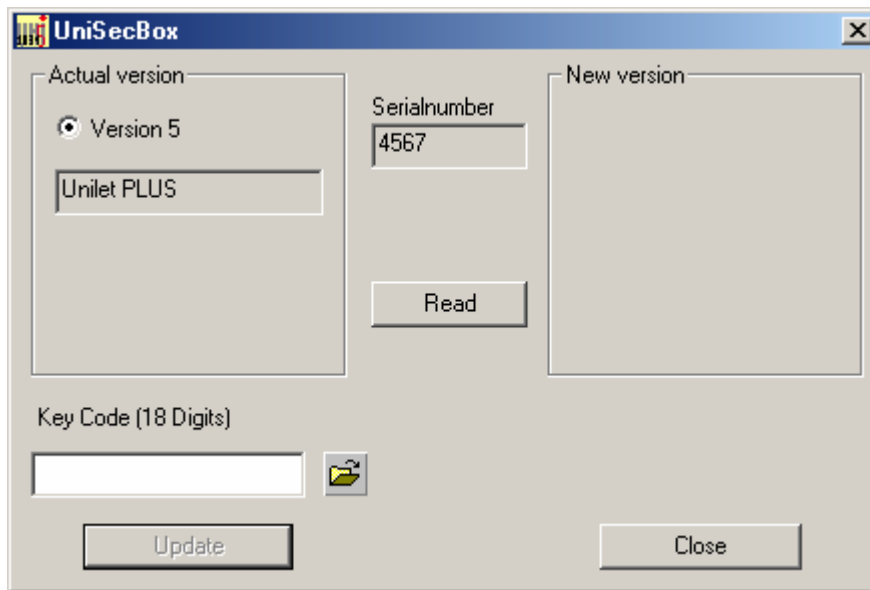 UniSecBox
Actual version
Version 5
Unilet PLUS
Serialnumber
4567
Read
New version
Key Code (18 Digits)
Update
Close